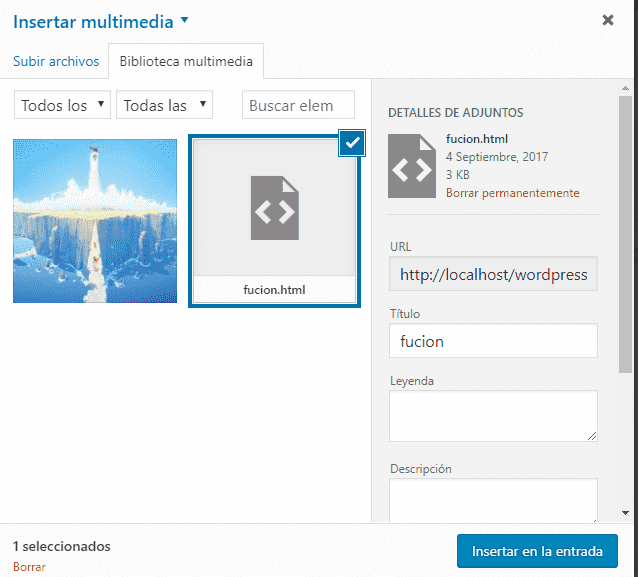 Insertar multimedia
Subir archivos
Biblioteca multimedia
Todos los
Todas las
Buscar elem
fucion.html
DETALLES DE ADJUNTOS
fucion.html
4 Septiembre, 2017
3 KB
Borrar permanentemente
URL
http://localhost/wordpress
Título
fucion
Leyenda
Descripción
1 seleccionados
Borrar
Insertar en la entrada